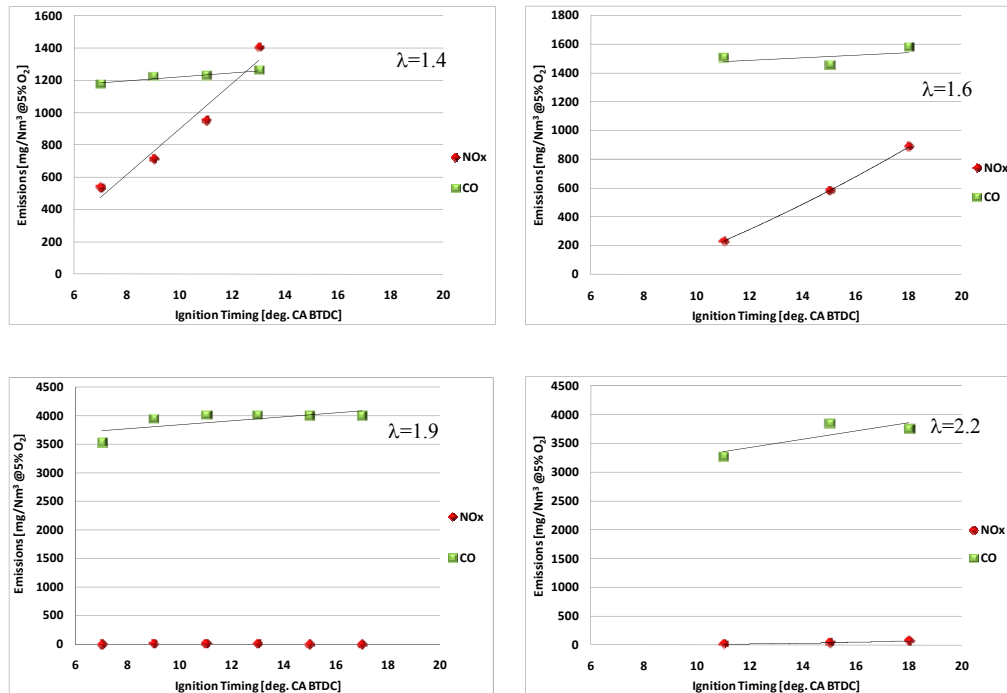 1600
1400
1200
1000
800
600
400
200
0
6 8 10 12 14 16 18 20
Emissions [mg/Nm³ @5% O₂]
Ignition Timing [deg. CA BTDC]
λ=1.4
NOx
CO
1800
1600
1400
1200
1000
800
600
400
200
0
6 8 10 12 14 16 18 20
Emissions [mg/Nm³ @5% O₂]
Ignition Timing [deg. CA BTDC]
λ=1.6
NOx
CO
4500
4000
3500
3000
2500
2000
1500
1000
500
0
6 8 10 12 14 16 18 20
Emissions [mg/Nm³ @5% O₂]
Ignition Timing [deg. CA BTDC]
λ=1.9
NOx
CO
4500
4000
3500
3000
2500
2000
1500
1000
500
0
6 8 10 12 14 16 18 20
Emissions [mg/Nm³ @5% O₂]
Ignition Timing [deg. CA BTDC]
λ=2.2
NOx
CO